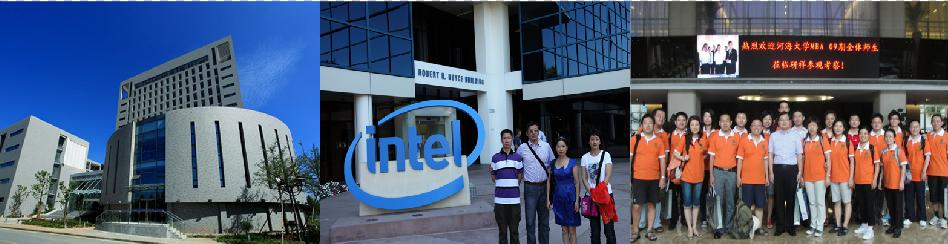 ROBERT N. NOYCE BUILDING
intel
热烈欢迎河海大学MBA 09期全体师生
莅临研祥参观考察!